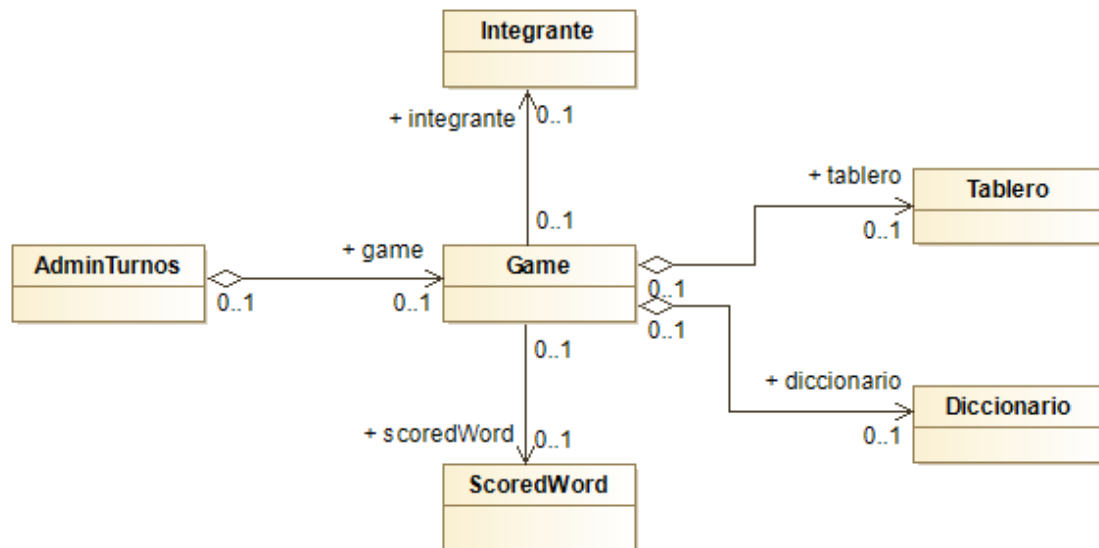 Integrante
+ integrante
0..1
0..1
+ tablero
Tablero
0..1
AdminTurnos
+ game
Game
0..1
0..1
0..1
0..1
0..1
+ diccionario
Diccionario
0..1
+ scoredWord
0..1
ScoredWord